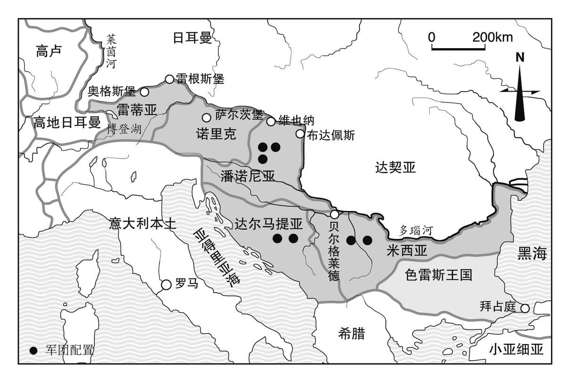 高卢
莱茵河
日耳曼
0
200km
N
雷根斯堡
奥格斯堡
雷蒂亚
萨尔茨堡
维也纳
高地日耳曼
博登湖
诺里克
布达佩斯
达契亚
潘诺尼亚
意大利本土
达尔马提亚
贝尔格莱德
多瑙河
米西亚
黑海
亚得里亚海
色雷斯王国
罗马
拜占庭
希腊
小亚细亚
军团配置